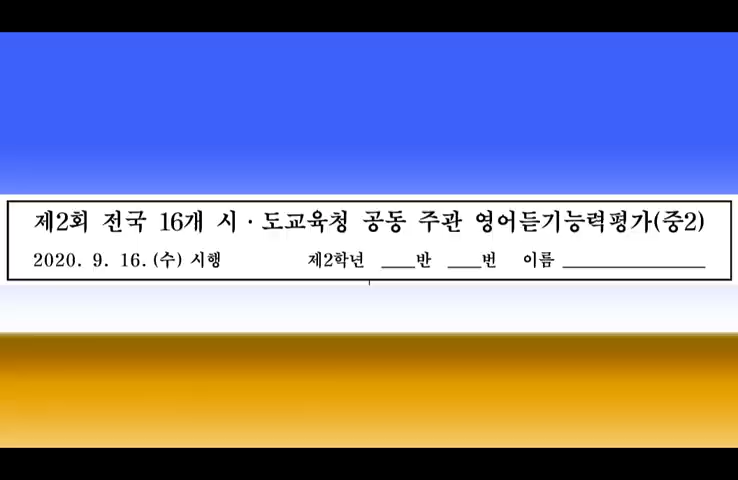 제2회 전국 16개 시·도교육청 공동 주관 영어듣기능력평가(중2)
2020. 9. 16.(수) 시행 제2학년 ___반 ___번 이름 ____________